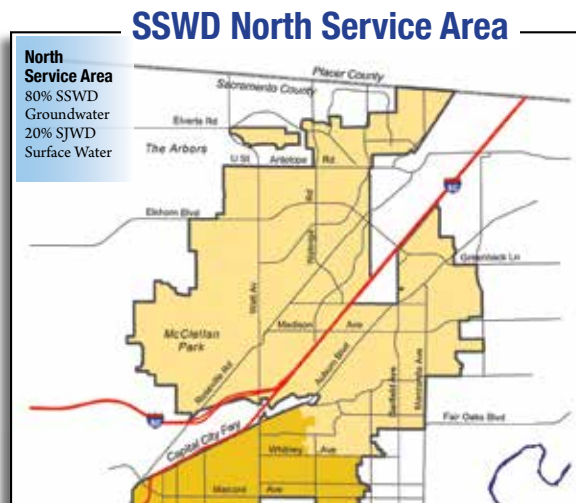 SSWD North Service Area
North
Service Area
80% SSWD
Groundwater
20% SJWD
Surface Water
Placer County
Sacramento County
Elverta Rd
The Arbors
U St
Antelope Rd
80
Elkhorn Blvd
Walerga Rd
Greenback Ln
Watt Av
Madison Ave
McClellan
Park
Roseville Rd
Auburn Blvd
Garfield Ave
Manzanita Ave
80
Fair Oaks Blvd
Capital City Fwy
Whitney Ave
Marconi Ave